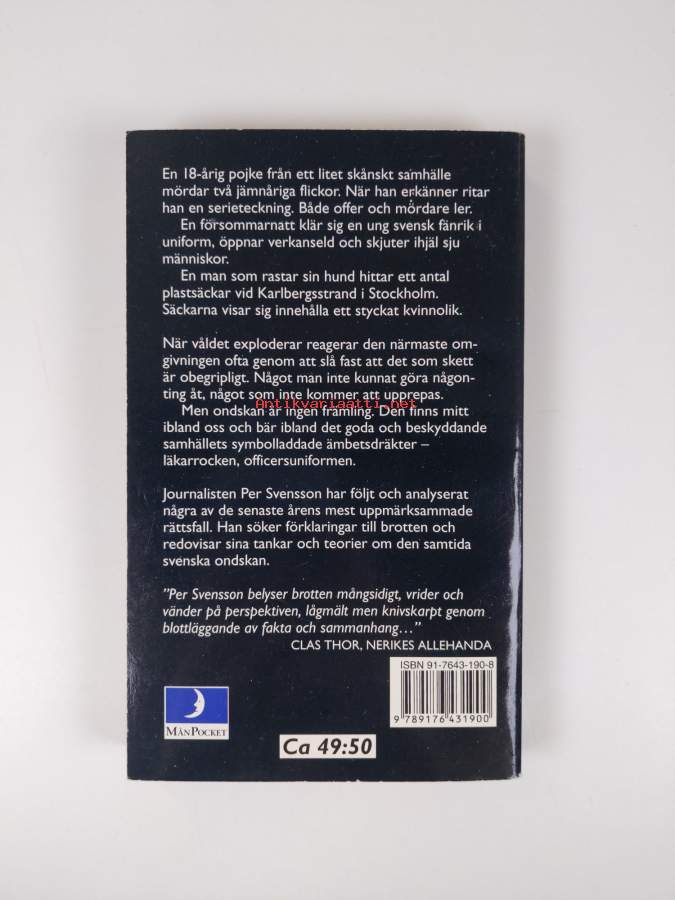 En 18-årig pojke från ett litet skånskt samhälle
mördar två jämnåriga flickor. När han erkänner ritar
han en serieteckning. Både offer och mördare ler.
En försommarnatt klär sig en ung svensk fänrik i
uniform, öppnar verkanseld och skjuter ihjäl sju
människor.
En man som rastar sin hund hittar ett antal
plastsäckar vid Karlbergsstrand i Stockholm.
Säckarna visar sig innehålla ett styckat kvinnolik.
När våldet exploderar reagerar den närmaste om-
givningen ofta genom att slå fast att det som skett
är obegripligt. Något man inte kunnat göra någon-
ting åt, något som inte kommer att upprepas.
Antikvariaatti.net
Men ondskan är ingen främling. Den finns mitt
ibland oss och bär ibland det goda och beskyddande
samhällets symbolladdade ämbetsdräkter –
läkarrocken, officersuniformen.
Journalisten Per Svensson har följt och analyserat
några av de senaste årens mest uppmärksammade
rättsfall. Han söker förklaringar till brotten och
redovisar sina tankar och teorier om den samtida
svenska ondskan.
"Per Svensson belyser brotten mångsidigt, vrider och
vänder på perspektiven, lågmält men knivskarpt genom
blottläggande av fakta och sammanhang…"
CLAS THOR, NERIKES ALLEHANDA
ISBN 91-7643-190-8
9 789176 431900
MÅNPOCKET
Ca 49:50